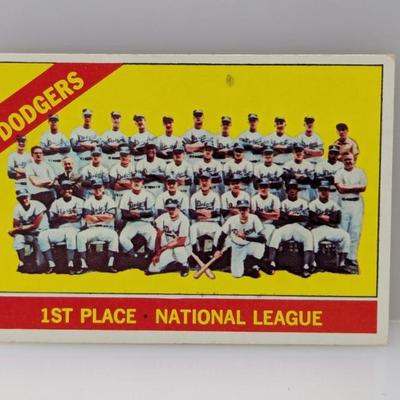 DODGERS
1ST PLACE · NATIONAL LEAGUE